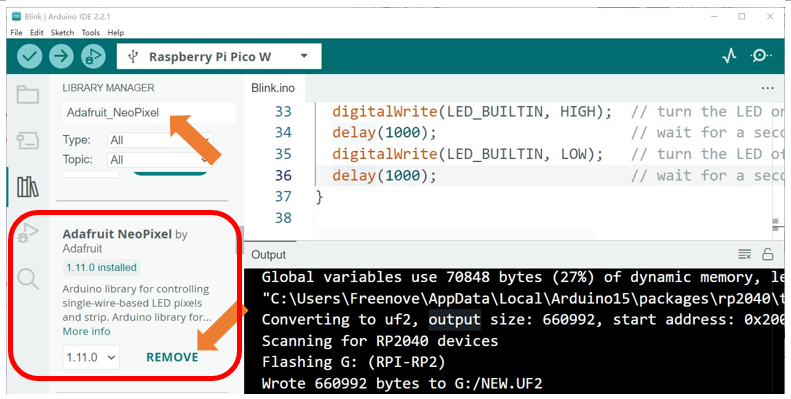 Blink | Arduino IDE 2.2.1
File Edit Sketch Tools Help
Raspberry Pi Pico W
LIBRARY MANAGER
Adafruit_NeoPixel
Type: All
Topic: All
Adafruit NeoPixel by
Adafruit
1.11.0 installed
Arduino library for controlling
single-wire-based LED pixels
and strip. Arduino library for...
More info
1.11.0 REMOVE
Blink.ino
33 digitalWrite(LED_BUILTIN, HIGH); // turn the LED on
34 delay(1000); // wait for a seco
35 digitalWrite(LED_BUILTIN, LOW); // turn the LED of
36 delay(1000); // wait for a seco
37 }
38
Output
Global variables use 70848 bytes (27%) of dynamic memory, le
"C:\Users\Freenove\AppData\Local\Arduino15\packages\rp2040\t
Converting to uf2, output size: 660992, start address: 0x200
Scanning for RP2040 devices
Flashing G: (RPI-RP2)
Wrote 660992 bytes to G:/NEW.UF2